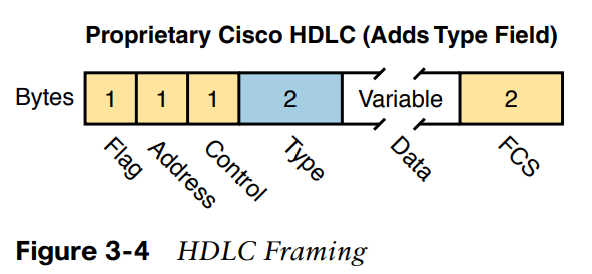 Proprietary Cisco HDLC (Adds Type Field)
Bytes 1 1 1 2 Variable 2
Flag Address Control Type Data FCS
Figure 3-4 HDLC Framing